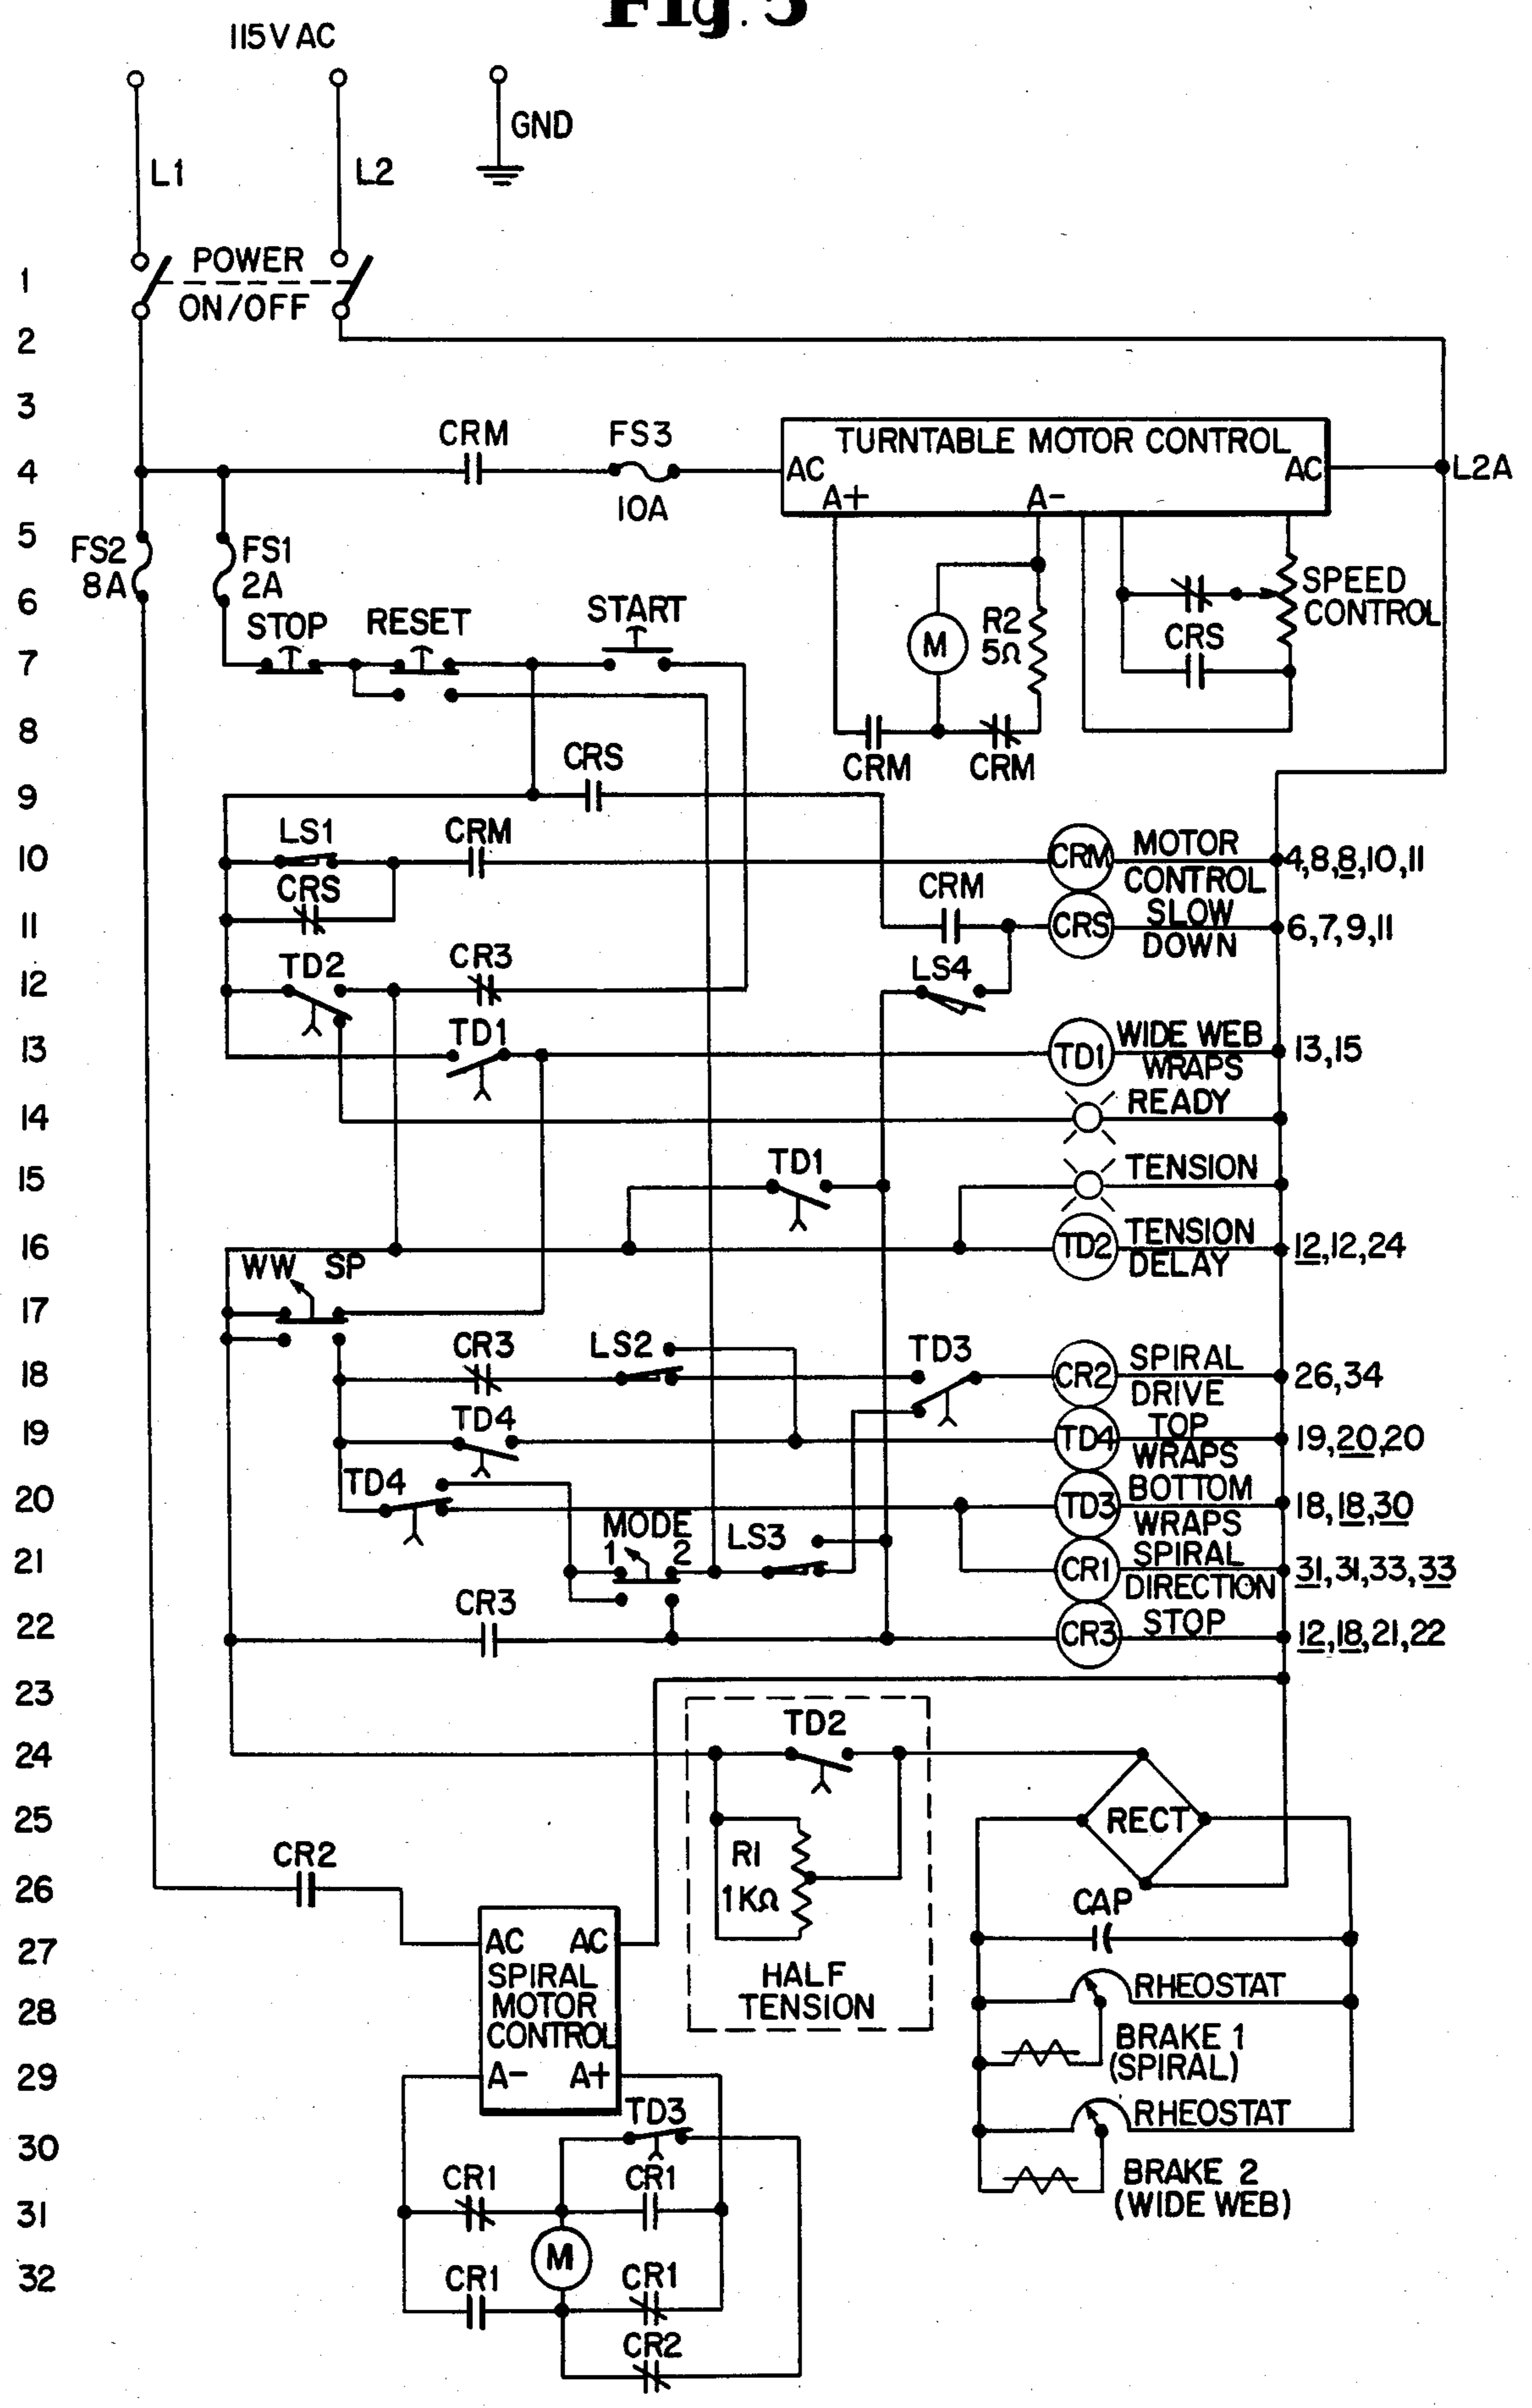 Fig. 5
115V AC
GND
L1
L2
1
POWER
ON/OFF
2
3
CRM
FS3
TURNTABLE MOTOR CONTROL
4
AC
AC
L2A
10A
A+
A-
5
FS2
8A
FS1
2A
SPEED
CONTROL
6
STOP
RESET
START
R2
5Ω
M
CRS
7
8
CRS
CRM
CRM
9
LS1
CRM
10
CRM
MOTOR
CONTROL
4,8,8,10,11
CRS
CRM
11
CRS
SLOW
DOWN
6,7,9,11
TD2
CR3
LS4
12
TD1
13
TD1
WIDE WEB
WRAPS
13,15
14
READY
TD1
15
TENSION
16
TD2
TENSION
DELAY
12,12,24
WW
SP
17
CR3
LS2
TD3
18
CR2
SPIRAL
DRIVE
26,34
TD4
19
TD4
TOP
WRAPS
19,20,20
TD4
20
TD3
BOTTOM
WRAPS
18,18,30
MODE
1
2
LS3
21
CR1
SPIRAL
DIRECTION
31,31,33,33
CR3
22
CR3
STOP
12,18,21,22
23
TD2
24
25
RECT
CR2
R1
1KΩ
26
CAP
27
AC
AC
SPIRAL
MOTOR
CONTROL
HALF
TENSION
RHEOSTAT
28
BRAKE 1
(SPIRAL)
29
A-
A+
TD3
RHEOSTAT
30
CR1
CR1
BRAKE 2
(WIDE WEB)
31
M
32
CR1
CR1
CR2